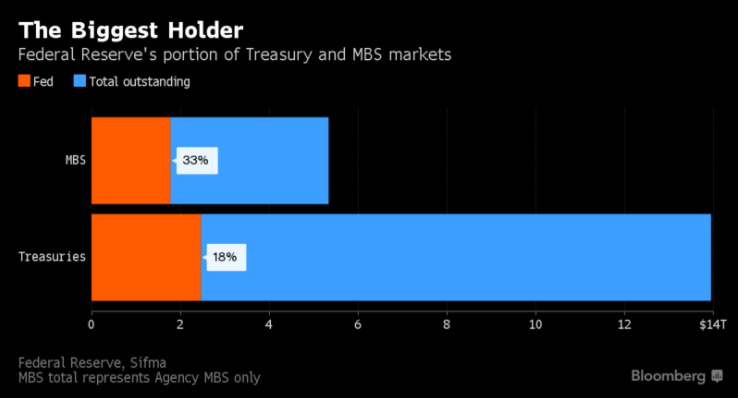 The Biggest Holder
Federal Reserve's portion of Treasury and MBS markets
Fed Total outstanding
MBS 33%
Treasuries 18%
0 2 4 6 8 10 12 $14T
Federal Reserve, Sifma
MBS total represents Agency MBS only
Bloomberg